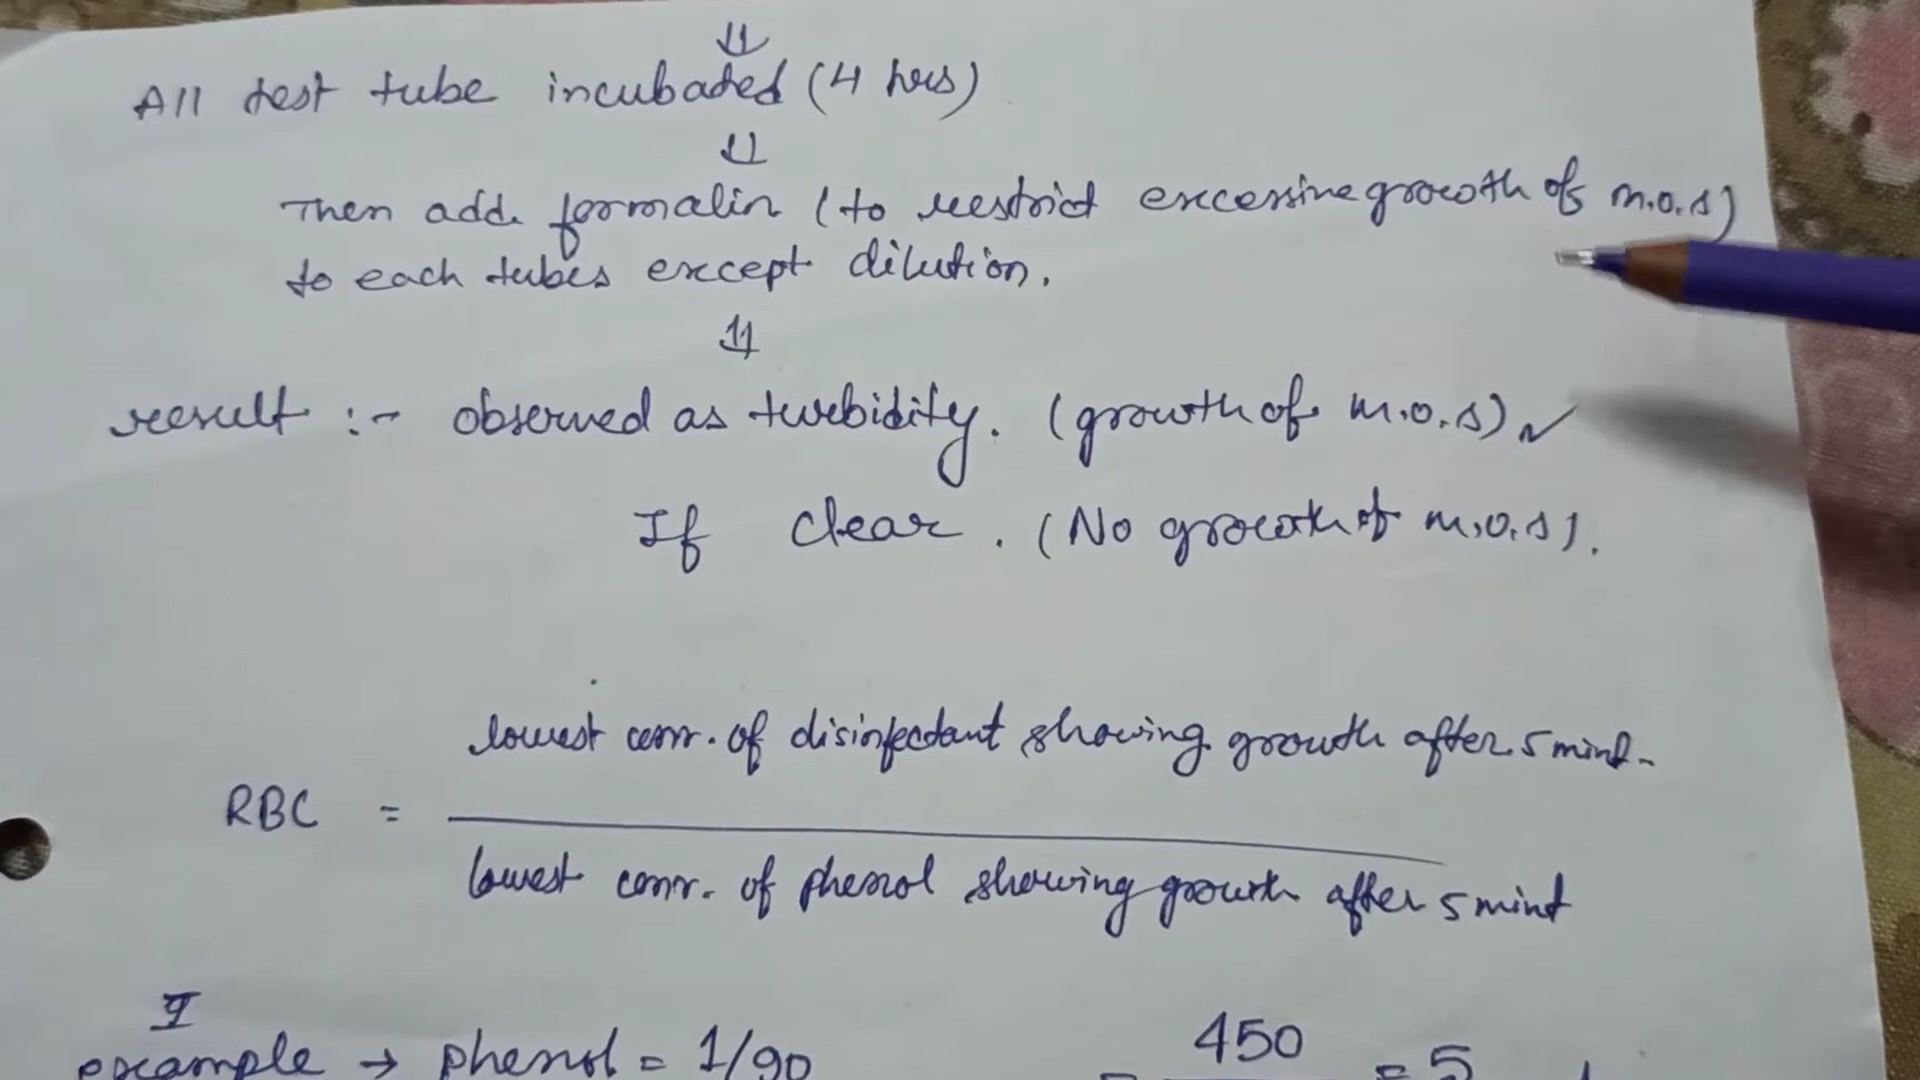 All test tube incubated (4 hrs)
Then add formalin (to restrict excessive growth of m.o.s)
to each tubes except dilution.
result :- observed as turbidity. (growth of m.o.s) ✓
If clear. (No growth of m.o.s).
lowest conr. of disinfectant showing growth after 5 mint.
RBC =
lowest conr. of phenol showing growth after 5 mint
example → phenol = 1/90
= 450 = 5